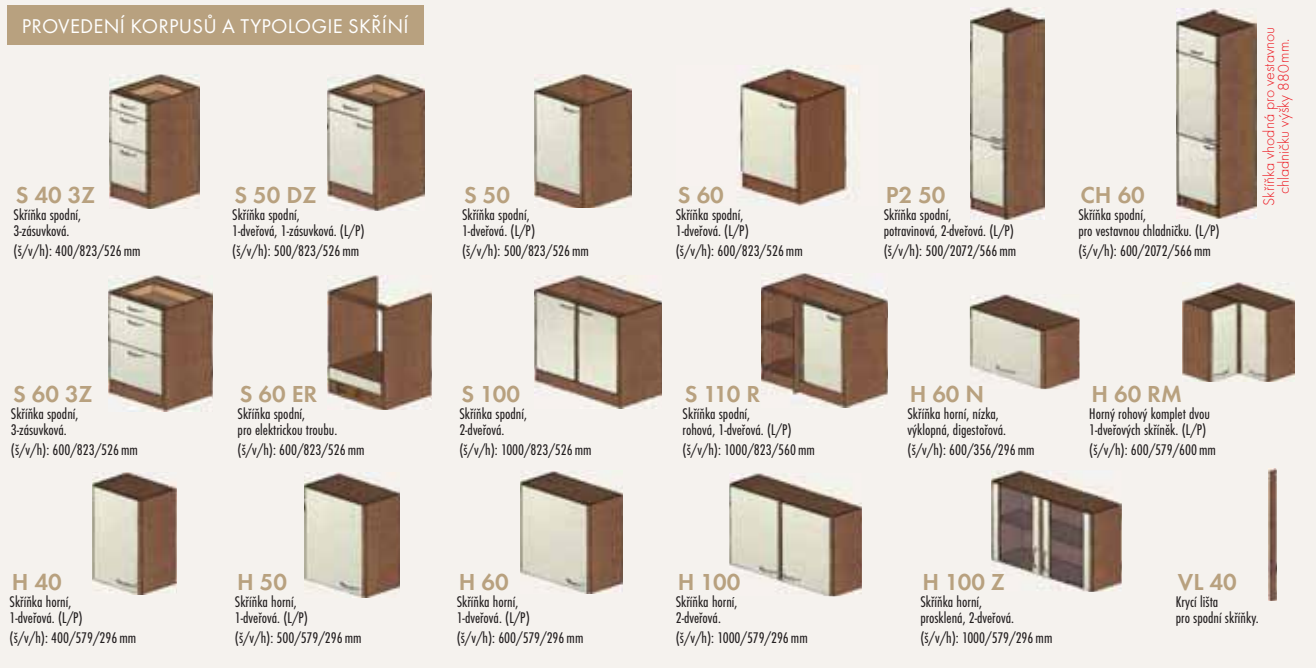 PROVEDENÍ KORPUSŮ A TYPOLOGIE SKŘÍNÍ
S 40 3Z
Skříňka spodní,
3-zásuvková.
(š/v/h): 400/823/526 mm
S 50 DZ
Skříňka spodní,
1-dveřová, 1-zásuvková. (L/P)
(š/v/h): 500/823/526 mm
S 50
Skříňka spodní,
1-dveřová. (L/P)
(š/v/h): 500/823/526 mm
S 60
Skříňka spodní,
1-dveřová. (L/P)
(š/v/h): 600/823/526 mm
P2 50
Skříňka spodní,
potravinová, 2-dveřová. (L/P)
(š/v/h): 500/2072/566 mm
CH 60
Skříňka spodní,
pro vestavnou chladničku. (L/P)
(š/v/h): 600/2072/566 mm
Skříňka vhodná pro vestavnou
chladničku výšky 880 mm.
S 60 3Z
Skříňka spodní,
3-zásuvková.
(š/v/h): 600/823/526 mm
S 60 ER
Skříňka spodní,
pro elektrickou troubu.
(š/v/h): 600/823/526 mm
S 100
Skříňka spodní,
2-dveřová.
(š/v/h): 1000/823/526 mm
S 110 R
Skříňka spodní,
rohová, 1-dveřová. (L/P)
(š/v/h): 1000/823/560 mm
H 60 N
Skříňka horní, nízka,
výklopná, digestořová.
(š/v/h): 600/356/296 mm
H 60 RM
Horný rohový komplet dvou
1-dveřových skříněk. (L/P)
(š/v/h): 600/579/600 mm
H 40
Skříňka horní,
1-dveřová. (L/P)
(š/v/h): 400/579/296 mm
H 50
Skříňka horní,
1-dveřová. (L/P)
(š/v/h): 500/579/296 mm
H 60
Skříňka horní,
1-dveřová. (L/P)
(š/v/h): 600/579/296 mm
H 100
Skříňka horní,
2-dveřová.
(š/v/h): 1000/579/296 mm
H 100 Z
Skříňka horní,
prosklená, 2-dveřová.
(š/v/h): 1000/579/296 mm
VL 40
Krycí lišta
pro spodní skříňky.